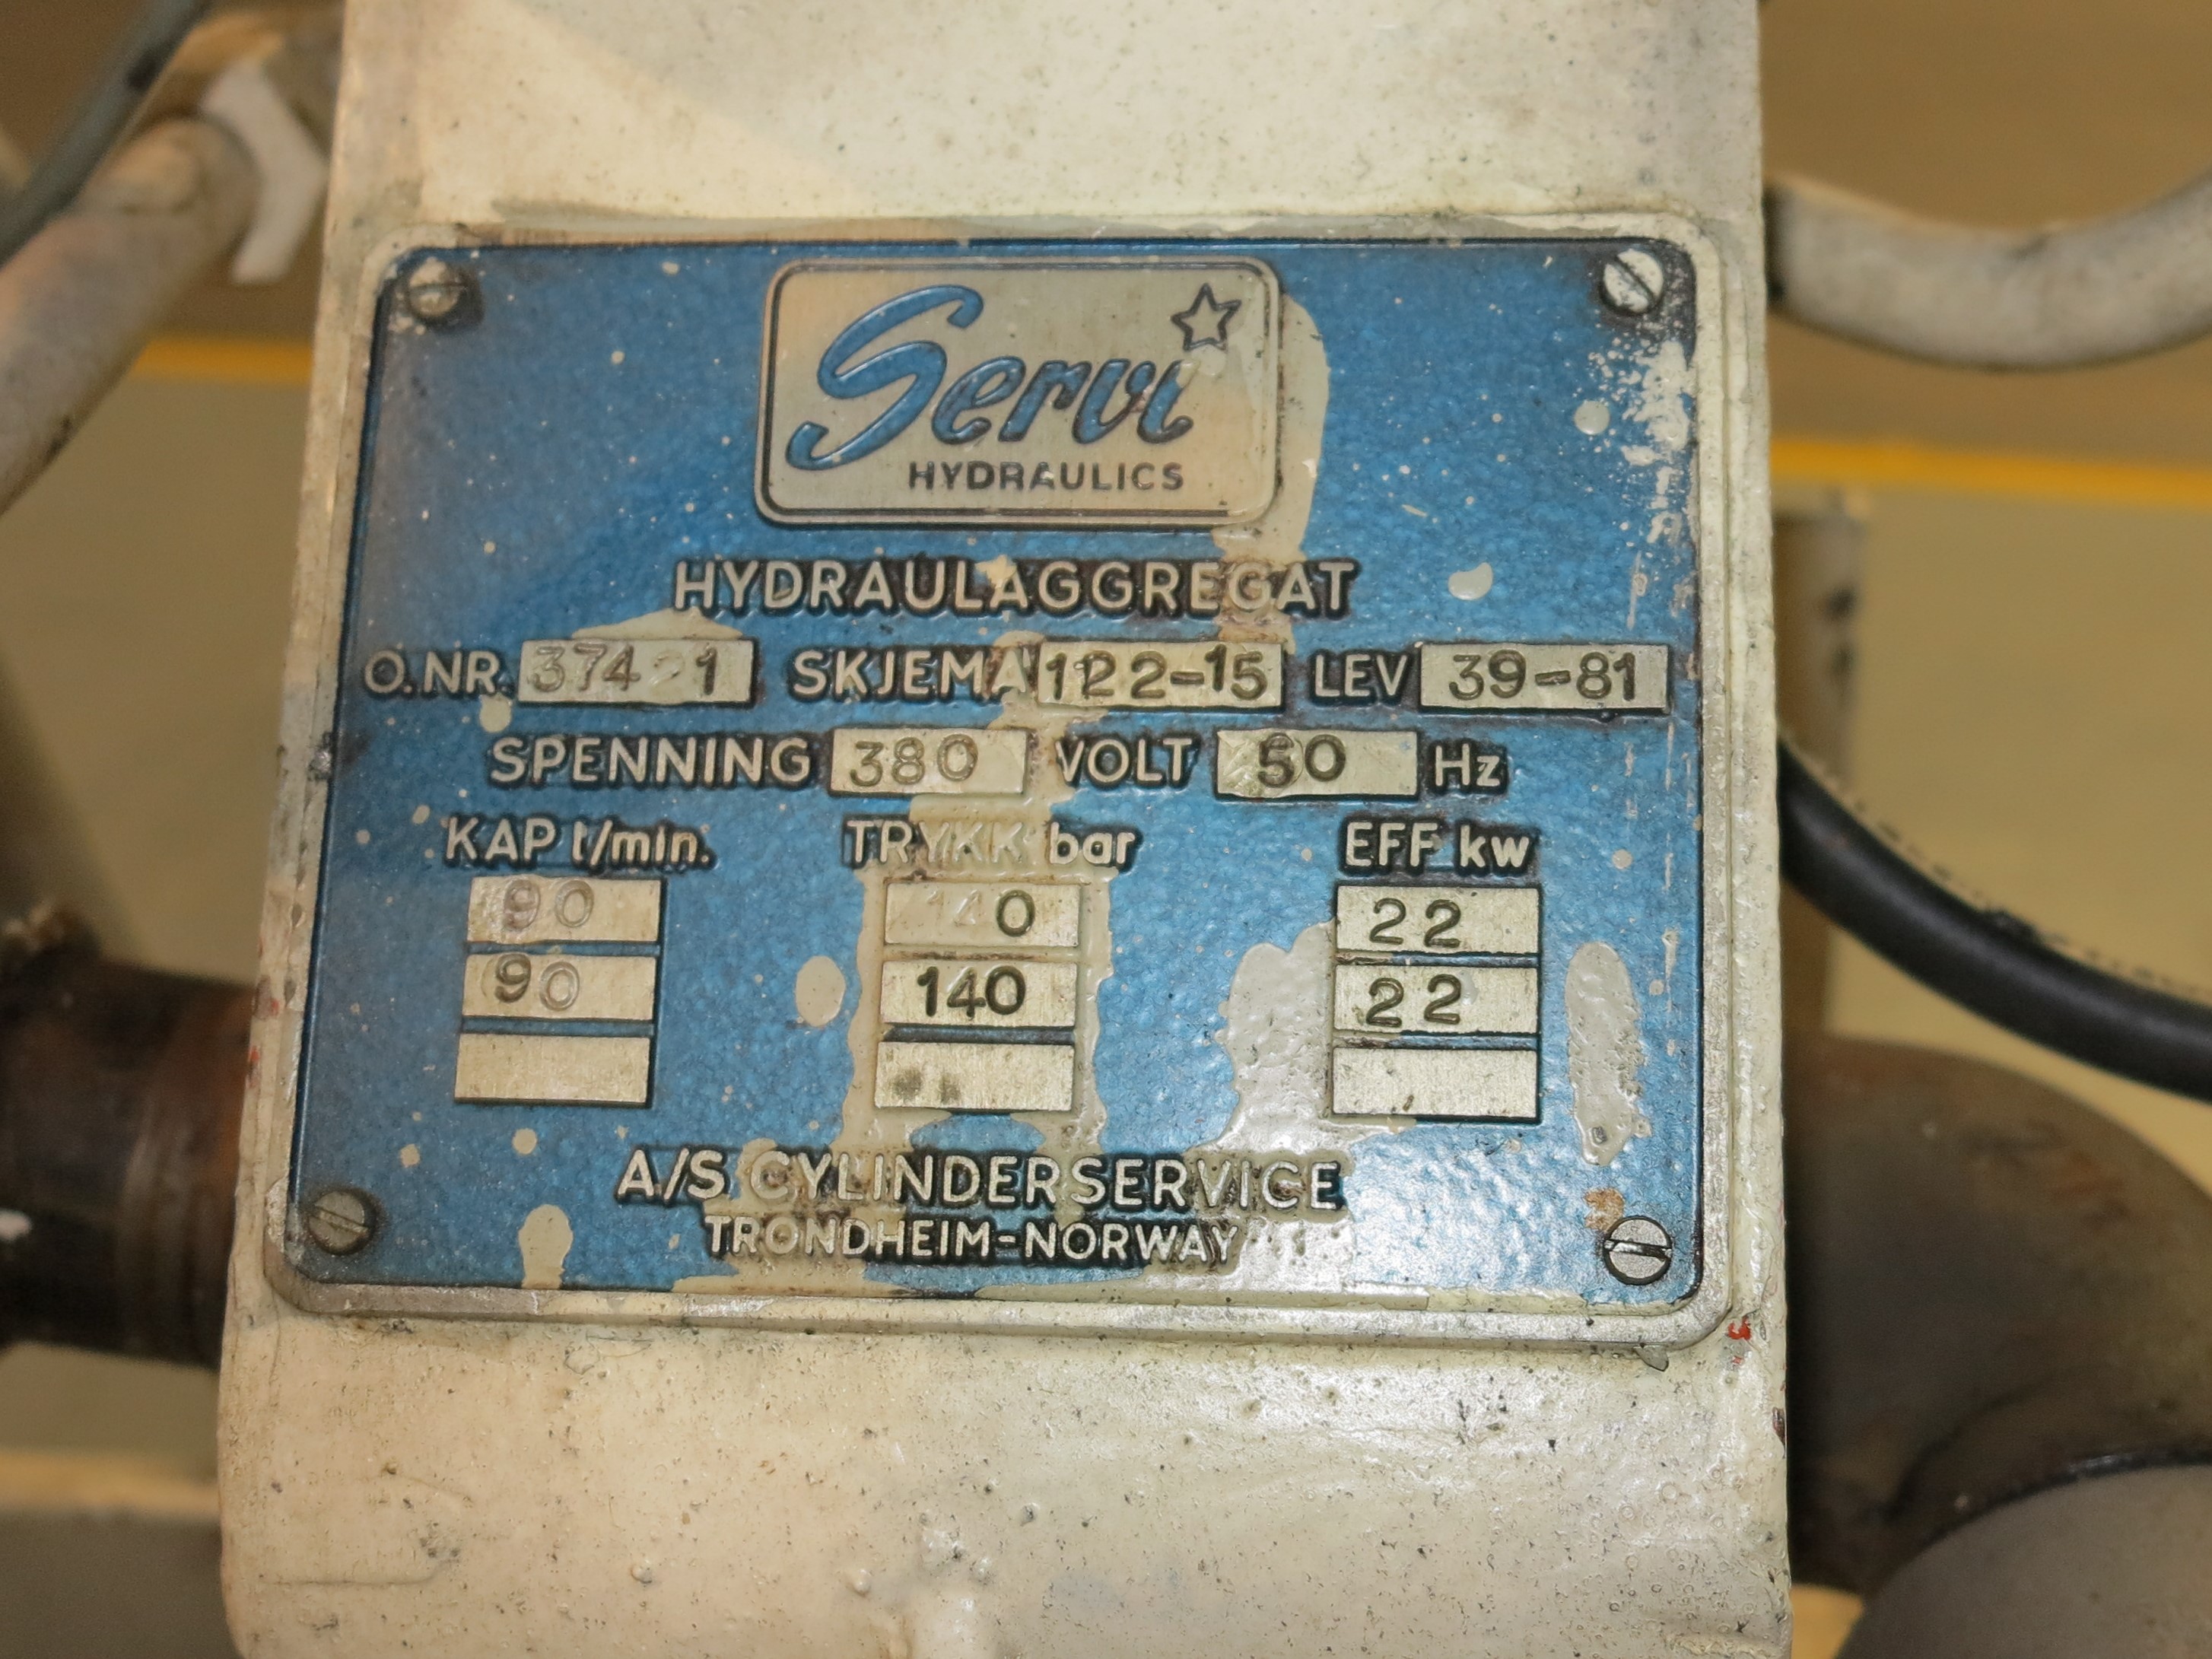 Servi
HYDRAULICS
HYDRAULAGGREGAT
O.NR. 37421 SKJEMA 122-15 LEV 39-81
SPENNING 380 VOLT 50 Hz
KAP l/min. TRYKK bar EFF kw
90 140 22
90 140 22
A/S CYLINDERSERVICE
TRONDHEIM-NORWAY